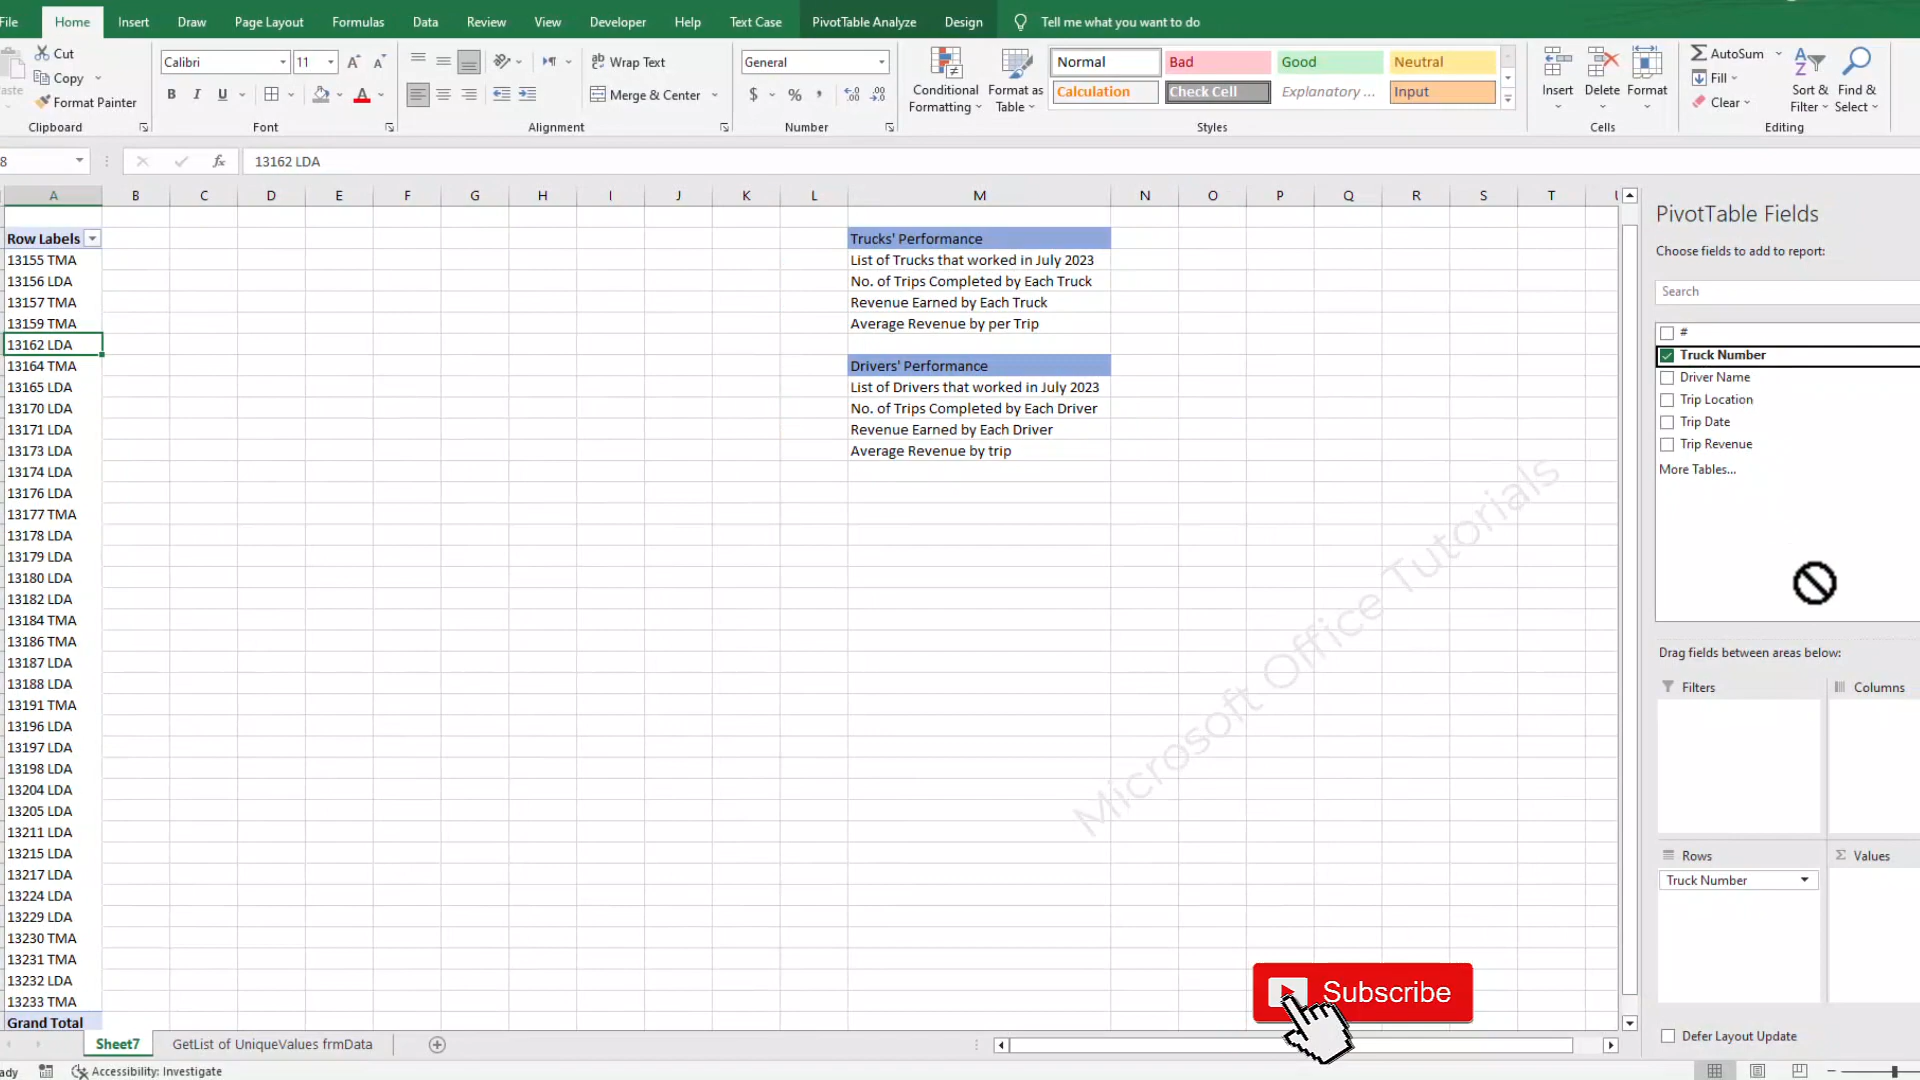 File Home Insert Draw Page Layout Formulas Data Review View Developer Help Text Case PivotTable Analyze Design Tell me what you want to do
Cut
Copy
Format Painter
Clipboard
Calibri 11
B I U
Font
Wrap Text
Merge & Center
Alignment
General
$ %
Number
Conditional Formatting
Format as Table
Normal Bad Good Neutral
Calculation Check Cell Explanatory ... Input
Styles
Insert Delete Format
Cells
AutoSum
Fill
Clear
Sort & Filter
Find & Select
Editing
8
fx
13162 LDA
A B C D E F G H I J K L M N O P Q R S T
Row Labels
13155 TMA
13156 LDA
13157 TMA
13159 TMA
13162 LDA
13164 TMA
13165 LDA
13170 LDA
13171 LDA
13173 LDA
13174 LDA
13176 LDA
13177 TMA
13178 LDA
13179 LDA
13180 LDA
13182 LDA
13184 TMA
13186 TMA
13187 LDA
13188 LDA
13191 TMA
13196 LDA
13197 LDA
13198 LDA
13204 LDA
13205 LDA
13211 LDA
13215 LDA
13217 LDA
13224 LDA
13229 LDA
13230 TMA
13231 TMA
13232 LDA
13233 TMA
Grand Total
Trucks' Performance
List of Trucks that worked in July 2023
No. of Trips Completed by Each Truck
Revenue Earned by Each Truck
Average Revenue by per Trip
Drivers' Performance
List of Drivers that worked in July 2023
No. of Trips Completed by Each Driver
Revenue Earned by Each Driver
Average Revenue by trip
Microsoft Office Tutorials
Subscribe
PivotTable Fields
Choose fields to add to report:
Search
#
Truck Number
Driver Name
Trip Location
Trip Date
Trip Revenue
More Tables...
Drag fields between areas below:
Filters
Columns
Rows
Σ Values
Truck Number
Defer Layout Update
Sheet7 GetList of UniqueValues frmData
Accessibility: Investigate